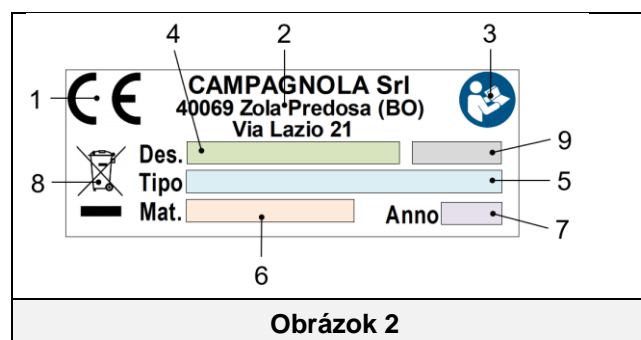 4 2 3
CE CAMPAGNOLA Srl
1 40069 Zola Predosa (BO)
Via Lazio 21
Des. 9
8 Tipo 5
Mat. Anno 7
6
Obrázok 2